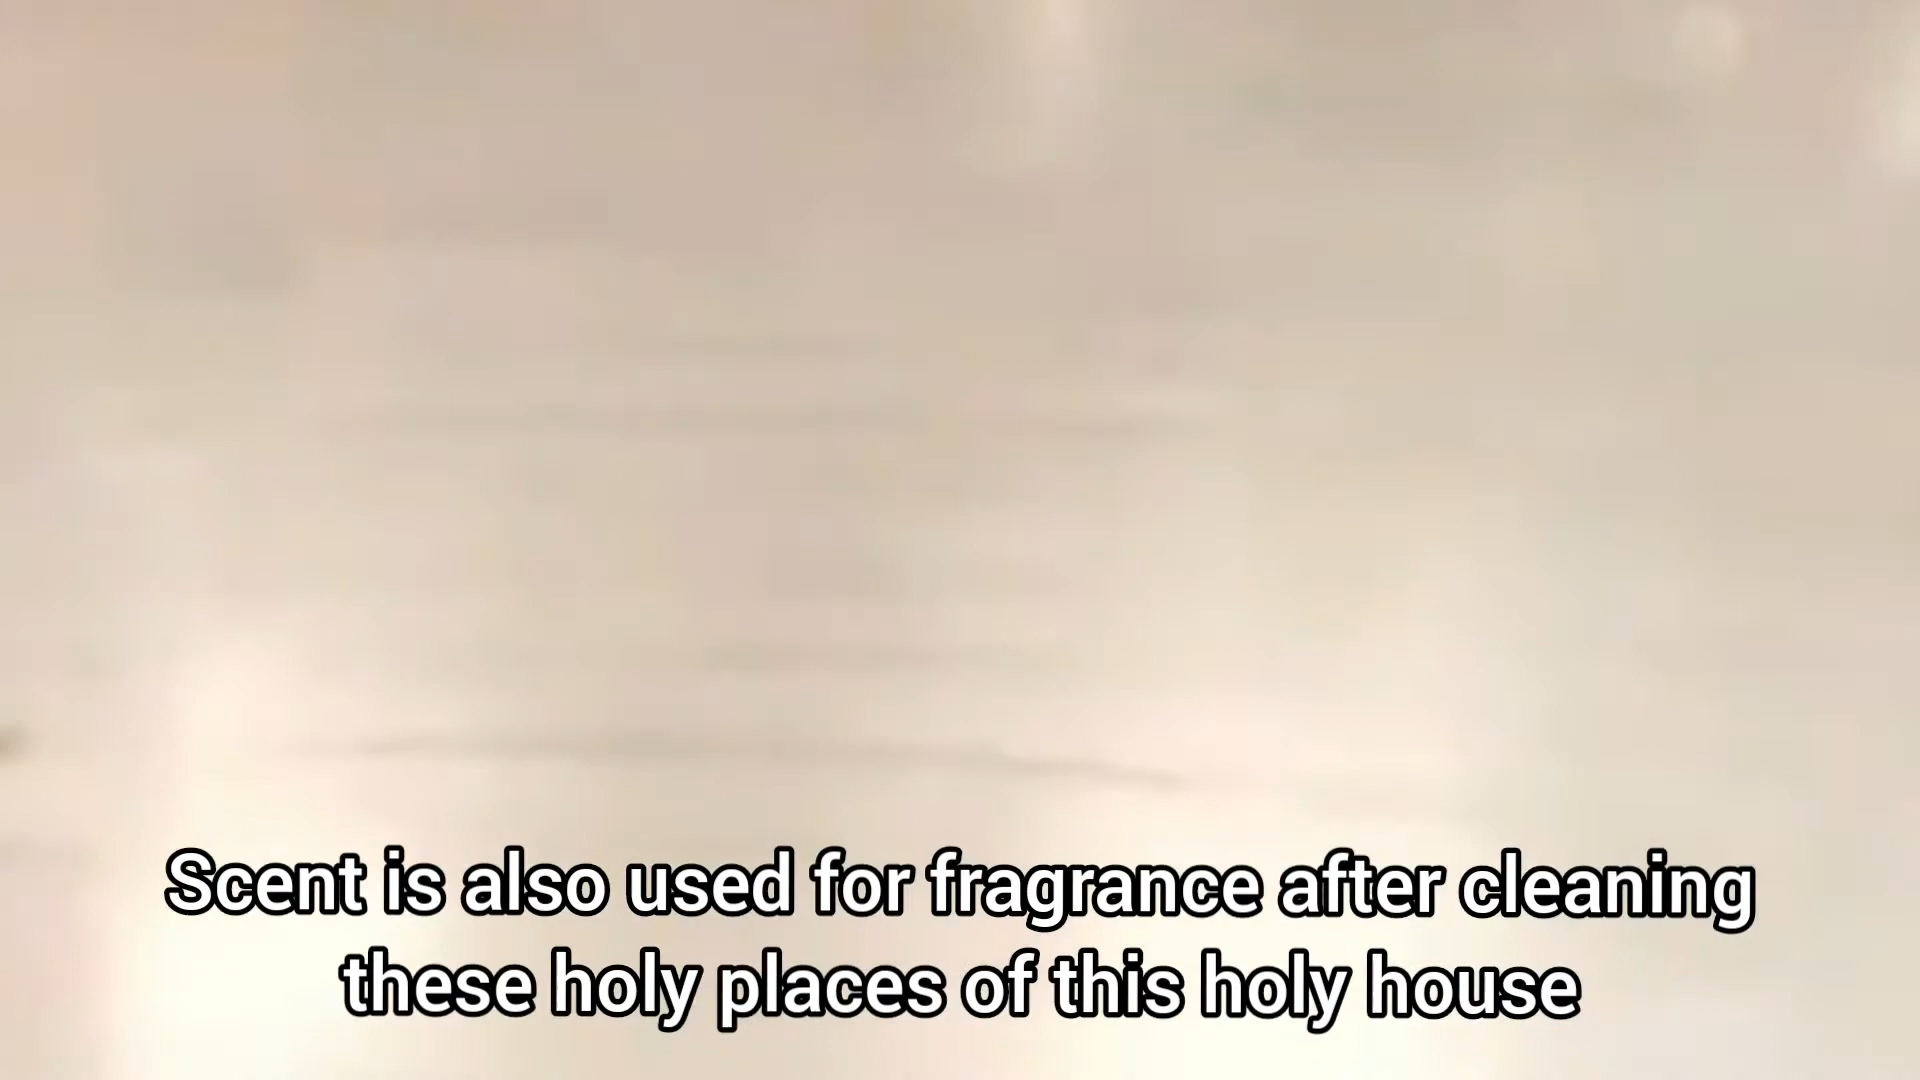 Scent is also used for fragrance after cleaning
these holy places of this holy house